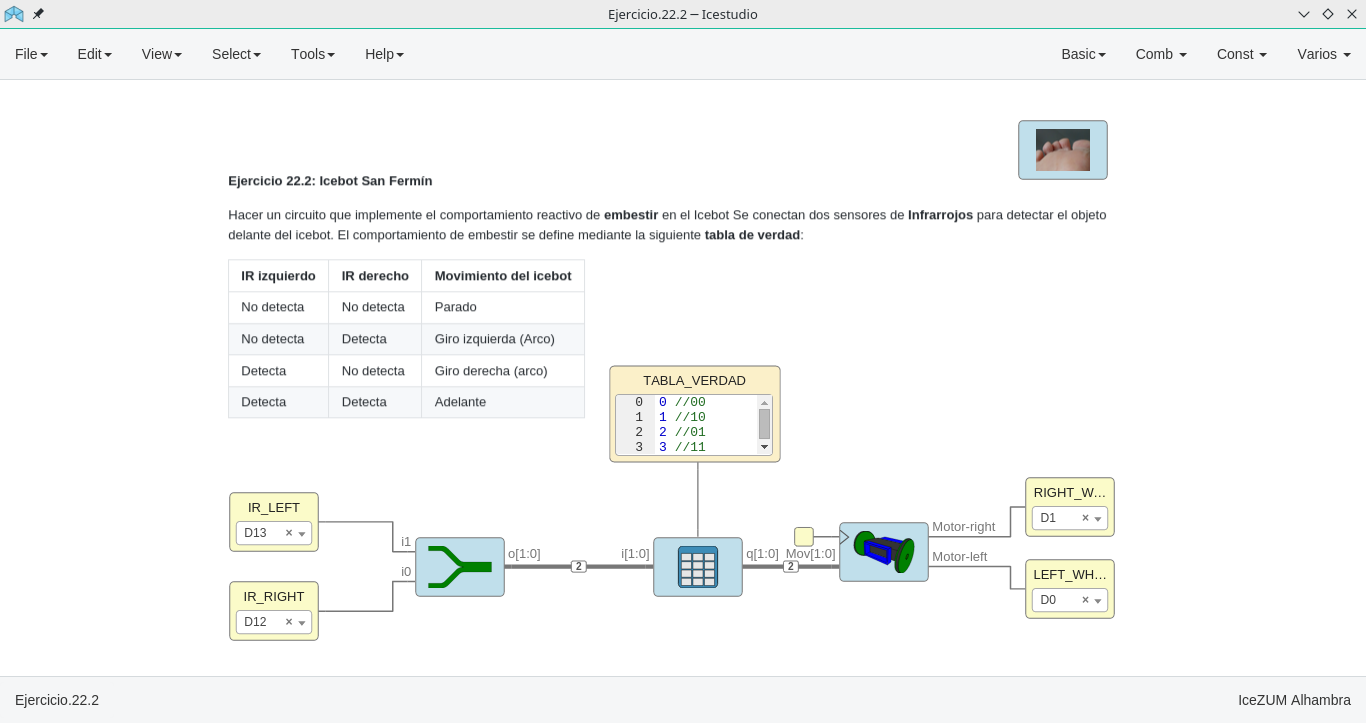 Ejercicio.22.2 — Icestudio
File Edit View Select Tools Help Basic Comb Const Varios
Ejercicio 22.2: Icebot San Fermín
Hacer un circuito que implemente el comportamiento reactivo de embestir en el Icebot Se conectan dos sensores de Infrarrojos para detectar el objeto
delante del icebot. El comportamiento de embestir se define mediante la siguiente tabla de verdad:
IR izquierdo IR derecho Movimiento del icebot
No detecta No detecta Parado
No detecta Detecta Giro izquierda (Arco)
Detecta No detecta Giro derecha (arco)
Detecta Detecta Adelante
TABLA_VERDAD
0 0 //00
1 1 //10
2 2 //01
3 3 //11
IR_LEFT
D13 ×
IR_RIGHT
D12 ×
i1
i0
o[1:0]
2
i[1:0]
q[1:0]
2
Mov[1:0]
Motor-right
Motor-left
RIGHT_W...
D1 ×
LEFT_WH...
D0 ×
Ejercicio.22.2 IceZUM Alhambra